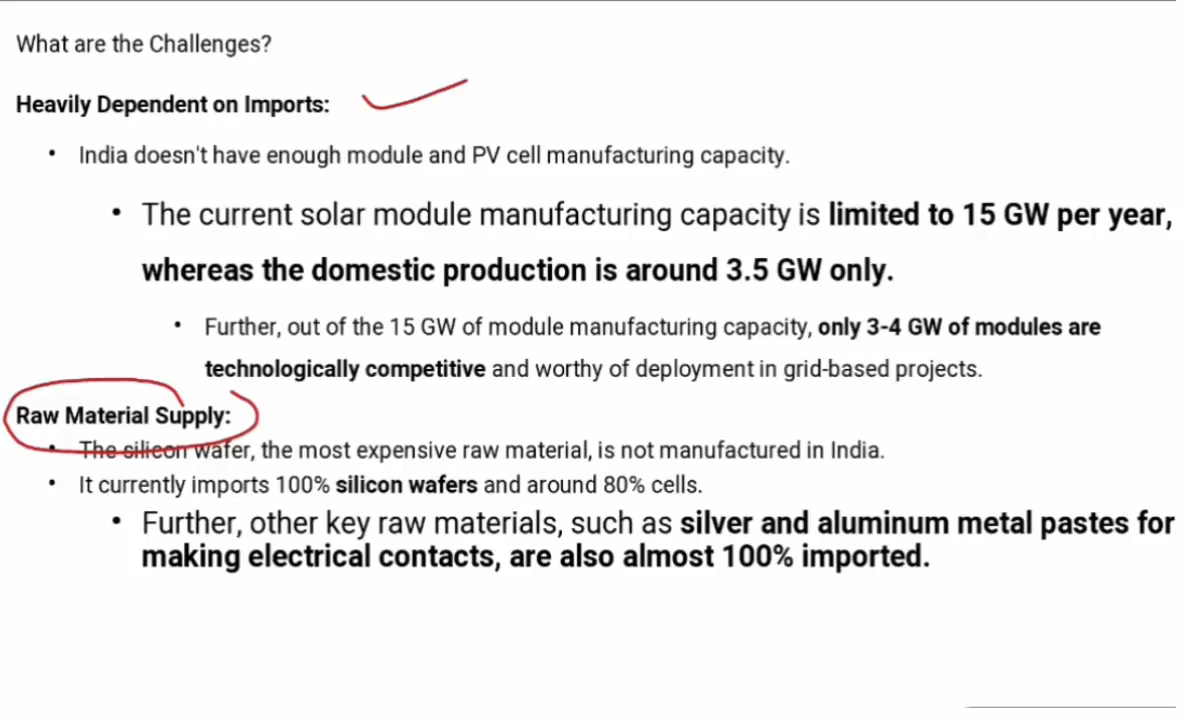 What are the Challenges?
Heavily Dependent on Imports:
• India doesn't have enough module and PV cell manufacturing capacity.
• The current solar module manufacturing capacity is limited to 15 GW per year,
whereas the domestic production is around 3.5 GW only.
• Further, out of the 15 GW of module manufacturing capacity, only 3-4 GW of modules are
technologically competitive and worthy of deployment in grid-based projects.
Raw Material Supply:
• The silicon wafer, the most expensive raw material, is not manufactured in India.
• It currently imports 100% silicon wafers and around 80% cells.
• Further, other key raw materials, such as silver and aluminum metal pastes for
making electrical contacts, are also almost 100% imported.